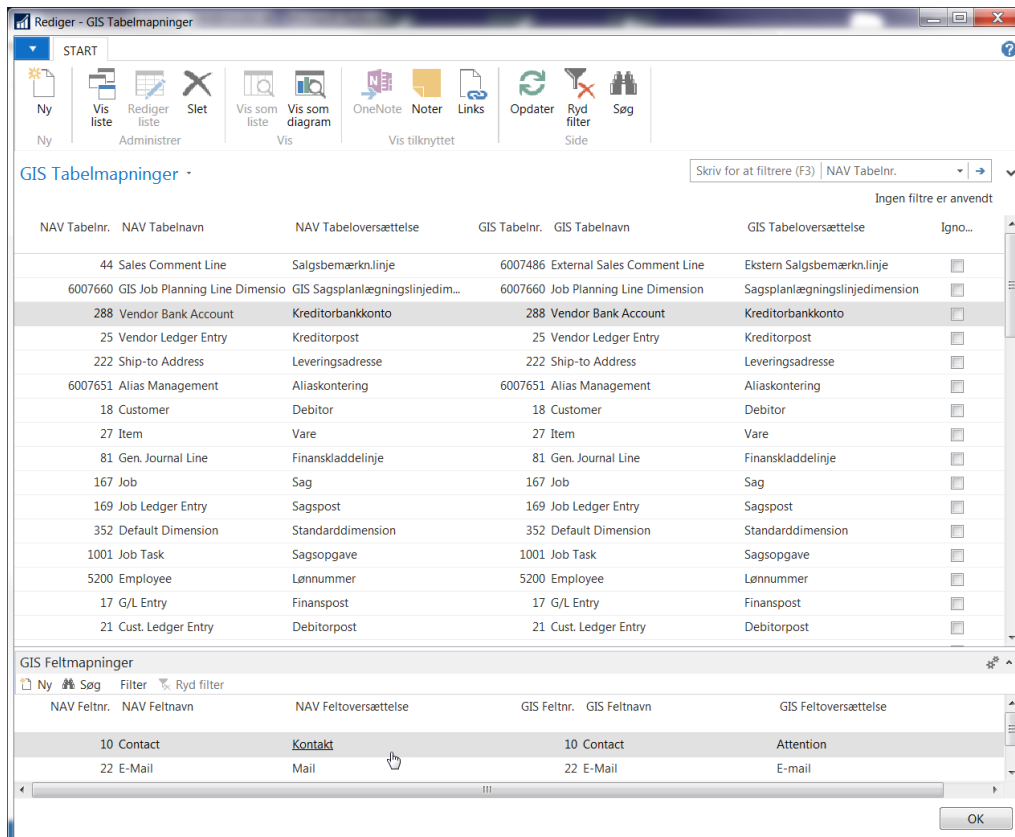 Rediger - GIS Tabelmapninger
START
Ny
Vis liste
Rediger liste
Slet
Vis som liste
Vis som diagram
OneNote
Noter
Links
Opdater
Ryd filter
Søg
Ny Administrer Vis Vis tilknyttet Side
GIS Tabelmapninger
Skriv for at filtrere (F3) NAV Tabelnr.
Ingen filtre er anvendt
NAV Tabelnr. NAV Tabelnavn NAV Tabeloversættelse GIS Tabelnr. GIS Tabelnavn GIS Tabeloversættelse Igno...
44 Sales Comment Line Salgsbemærkn.linje 6007486 External Sales Comment Line Ekstern Salgsbemærkn.linje
6007660 GIS Job Planning Line Dimensio GIS Sagsplanlægningslinjedim... 6007660 Job Planning Line Dimension Sagsplanlægningslinjedimension
288 Vendor Bank Account Kreditorbankkonto 288 Vendor Bank Account Kreditorbankkonto
25 Vendor Ledger Entry Kreditorpost 25 Vendor Ledger Entry Kreditorpost
222 Ship-to Address Leveringsadresse 222 Ship-to Address Leveringsadresse
6007651 Alias Management Aliaskontering 6007651 Alias Management Aliaskontering
18 Customer Debitor 18 Customer Debitor
27 Item Vare 27 Item Vare
81 Gen. Journal Line Finanskladdelinje 81 Gen. Journal Line Finanskladdelinje
167 Job Sag 167 Job Sag
169 Job Ledger Entry Sagspost 169 Job Ledger Entry Sagspost
352 Default Dimension Standarddimension 352 Default Dimension Standarddimension
1001 Job Task Sagsopgave 1001 Job Task Sagsopgave
5200 Employee Lønnummer 5200 Employee Lønnummer
17 G/L Entry Finanspost 17 G/L Entry Finanspost
21 Cust. Ledger Entry Debitorpost 21 Cust. Ledger Entry Debitorpost
GIS Feltmapninger
Ny Søg Filter Ryd filter
NAV Feltnr. NAV Feltnavn NAV Feltoversættelse GIS Feltnr. GIS Feltnavn GIS Feltoversættelse
10 Contact Kontakt 10 Contact Attention
22 E-Mail Mail 22 E-Mail E-mail
OK